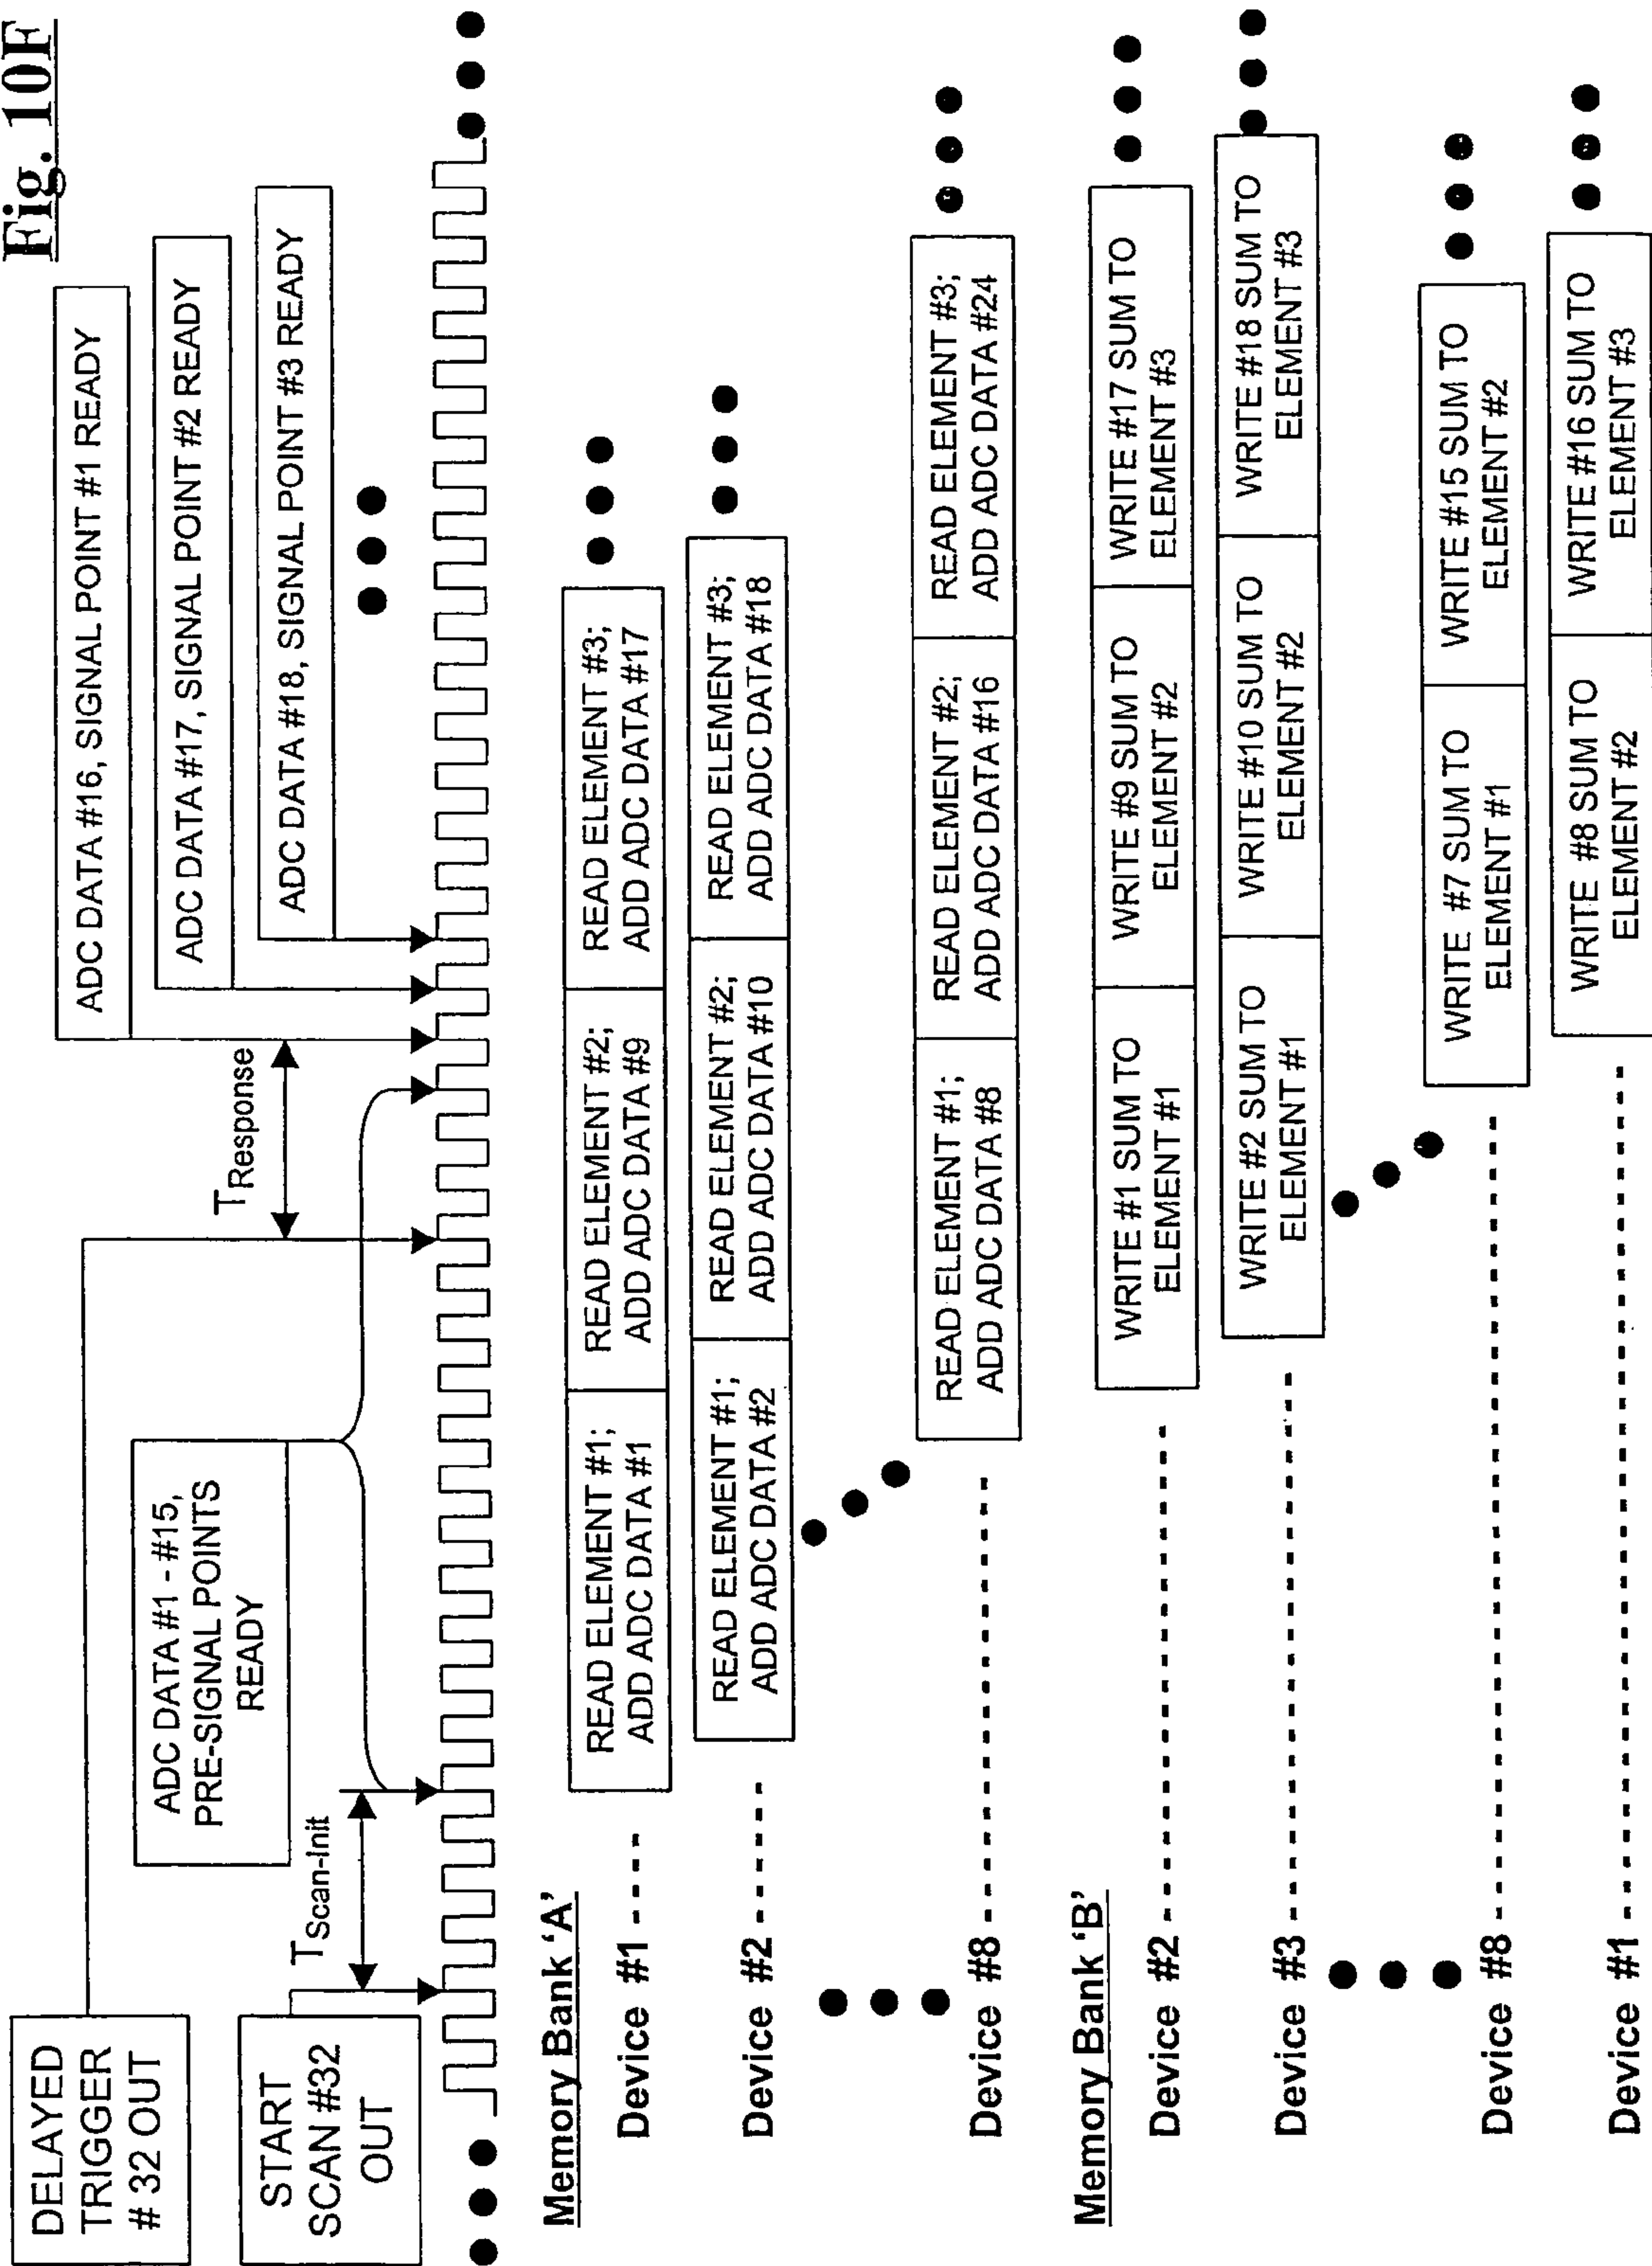 Fig. 10F
DELAYED
TRIGGER
# 32 OUT
START
SCAN #32
OUT
TScan-Init
ADC DATA #1 - #15,
PRE-SIGNAL POINTS
READY
TResponse
ADC DATA #16, SIGNAL POINT #1 READY
ADC DATA #17, SIGNAL POINT #2 READY
ADC DATA #18, SIGNAL POINT #3 READY
Memory Bank ‘A’
Device #1
READ ELEMENT #1;
ADD ADC DATA #1
READ ELEMENT #2;
ADD ADC DATA #9
READ ELEMENT #3;
ADD ADC DATA #17
Device #2
READ ELEMENT #1;
ADD ADC DATA #2
READ ELEMENT #2;
ADD ADC DATA #10
READ ELEMENT #3;
ADD ADC DATA #18
Device #8
READ ELEMENT #1;
ADD ADC DATA #8
READ ELEMENT #2;
ADD ADC DATA #16
READ ELEMENT #3;
ADD ADC DATA #24
Memory Bank ‘B’
Device #2
WRITE #1 SUM TO
ELEMENT #1
WRITE #9 SUM TO
ELEMENT #2
WRITE #17 SUM TO
ELEMENT #3
Device #3
WRITE #2 SUM TO
ELEMENT #1
WRITE #10 SUM TO
ELEMENT #2
WRITE #18 SUM TO
ELEMENT #3
Device #8
WRITE #7 SUM TO
ELEMENT #1
WRITE #15 SUM TO
ELEMENT #2
Device #1
WRITE #8 SUM TO
ELEMENT #2
WRITE #16 SUM TO
ELEMENT #3